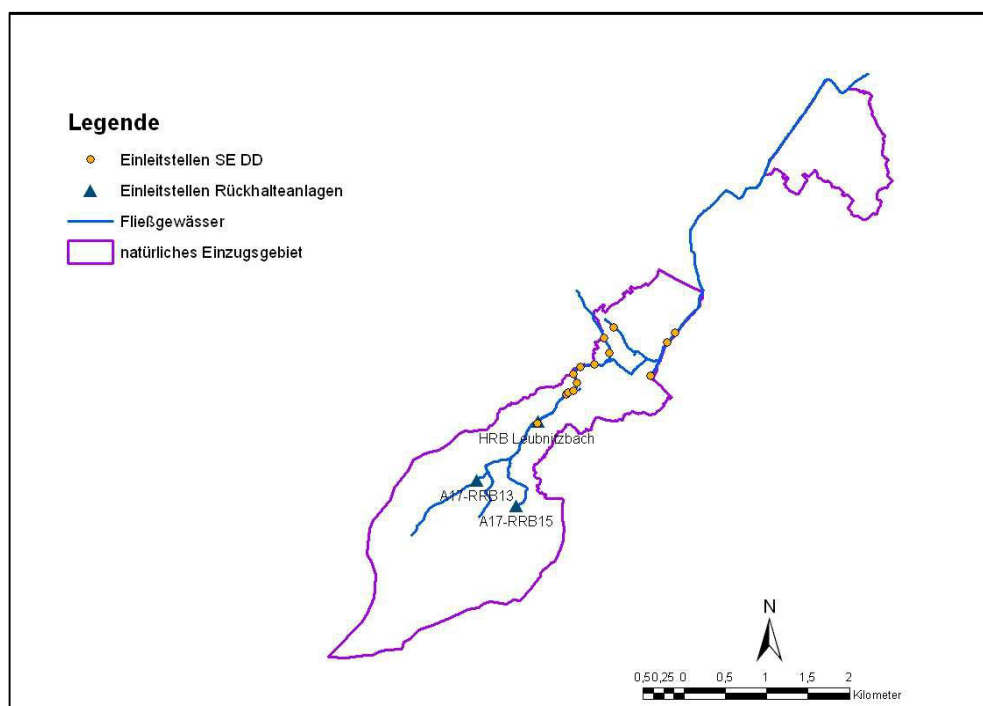 Legende
Einleitstellen SE DD
Einleitstellen Rückhalteanlagen
Fließgewässer
natürliches Einzugsgebiet
HRB Leubnitzbach
A17-RRB13
A17-RRB15
N
0,50,25 0 0,5 1 1,5 2
Kilometer